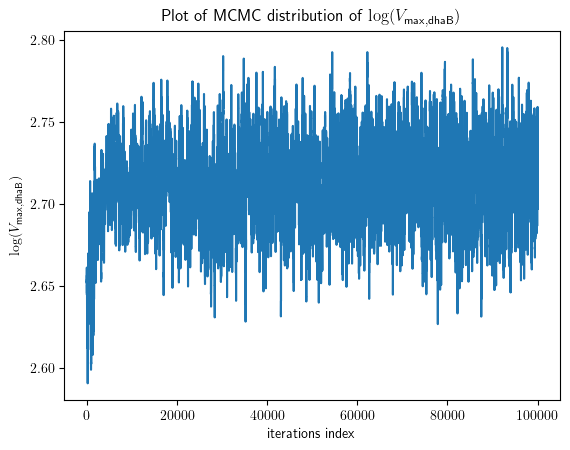 Plot of MCMC distribution of log(V_max,dhaB)
log(V_max,dhaB)
2.80
2.75
2.70
2.65
2.60
0 20000 40000 60000 80000 100000
iterations index